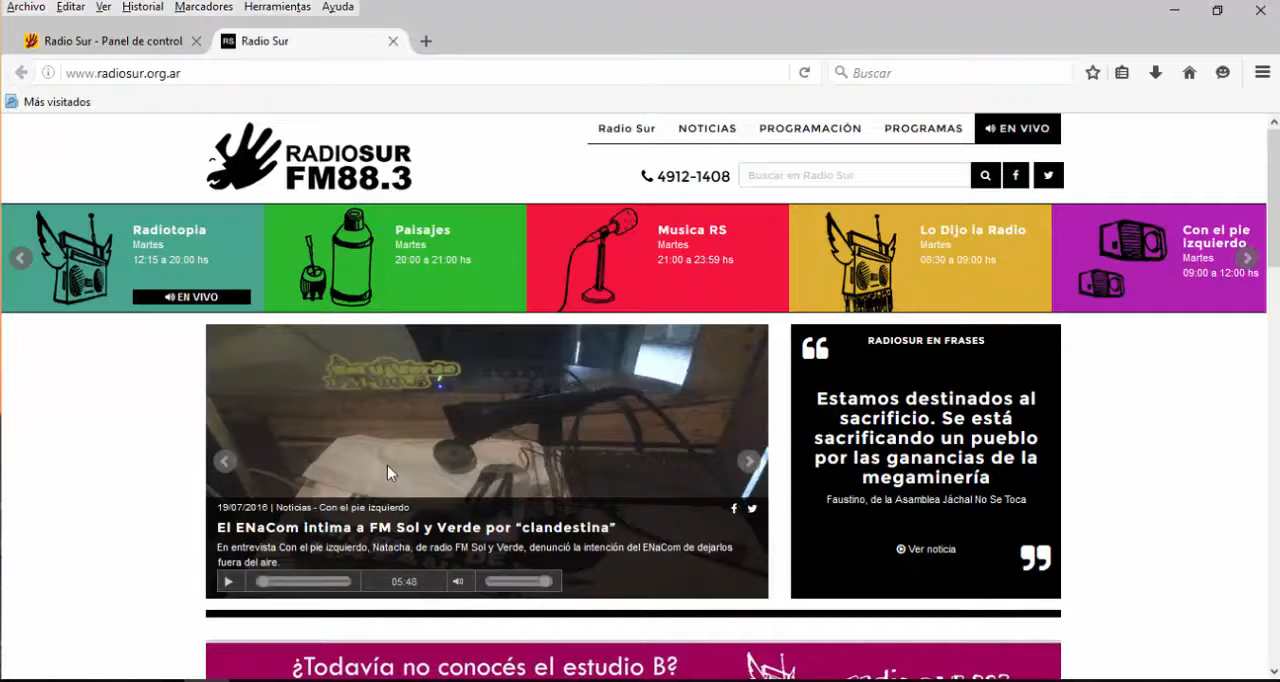 Archivo Editar Ver Historial Marcadores Herramientas Ayuda
Radio Sur - Panel de control
RS Radio Sur
www.radiosur.org.ar
Buscar
Más visitados
RADIOSUR
FM88.3
Radio Sur NOTICIAS PROGRAMACIÓN PROGRAMAS EN VIVO
4912-1408
Buscar en Radio Sur
Radiotopia
Martes
12:15 a 20:00 hs
EN VIVO
Paisajes
Martes
20:00 a 21:00 hs
Musica RS
Martes
21:00 a 23:59 hs
Lo Dijo la Radio
Martes
08:30 a 09:00 hs
Con el pie
izquierdo
Martes
09:00 a 12:00 hs
19/07/2016 | Noticias - Con el pie izquierdo
El ENaCom intima a FM Sol y Verde por "clandestina"
En entrevista Con el pie izquierdo, Natacha, de radio FM Sol y Verde, denunció la intención del ENaCom de dejarlos
fuera del aire.
05:48
RADIOSUR EN FRASES
Estamos destinados al
sacrificio. Se está
sacrificando un pueblo
por las ganancias de la
megaminería
Faustino, de la Asamblea Jáchal No Se Toca
Ver noticia
¿Todavía no conocés el estudio B?